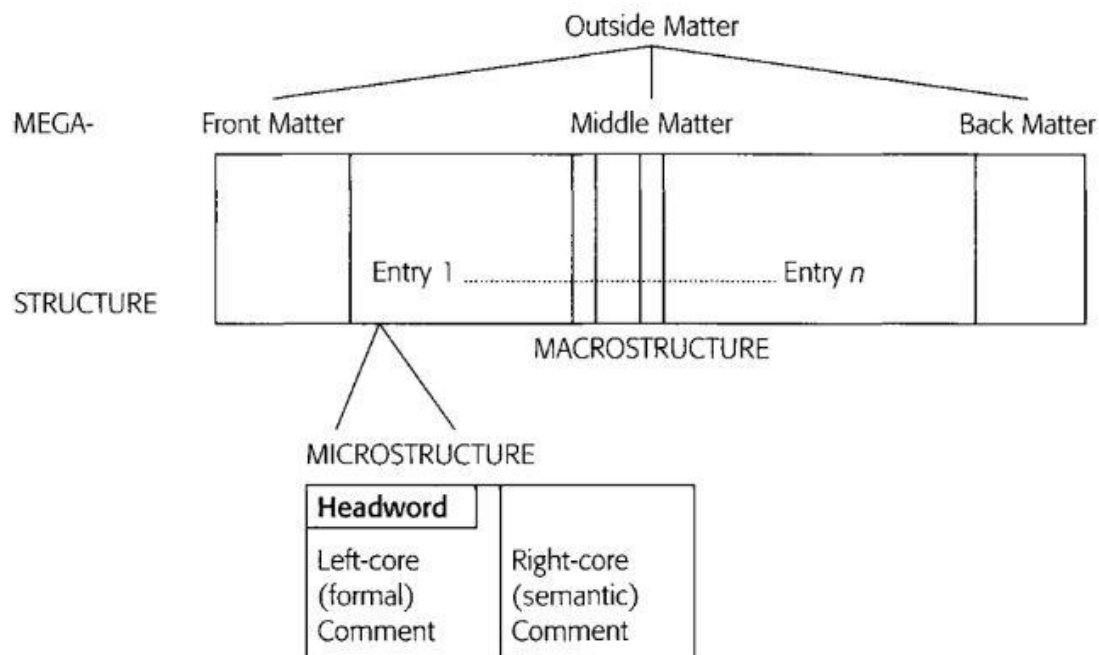 Outside Matter
MEGA- Front Matter Middle Matter Back Matter
Entry 1 Entry n
STRUCTURE
MACROSTRUCTURE
MICROSTRUCTURE
Headword
Left-core Right-core
(formal) (semantic)
Comment Comment